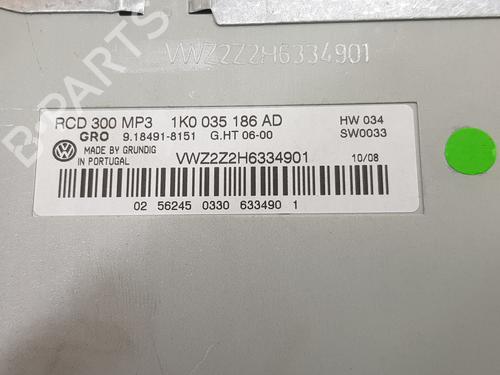 VWZ2Z2H6334901
RCD 300 MP3 1K0 035 186 AD HW 034
GRO 9.18491-8151 G.HT 06-00 SW0033
MADE BY GRUNDIG
IN PORTUGAL
VWZ2Z2H6334901 10/08
02 56245 0330 633490 1
B-PARTS